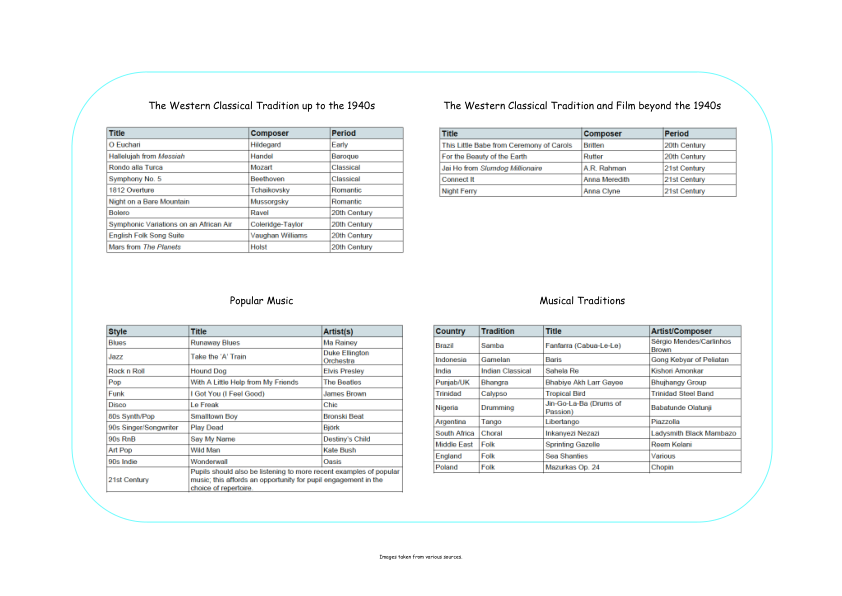 The Western Classical Tradition up to the 1940s
Title Composer Period
O Euchari Hildegard Early
Hallelujah from Messiah Handel Baroque
Rondo alla Turca Mozart Classical
Symphony No. 5 Beethoven Classical
1812 Overture Tchaikovsky Romantic
Night on a Bare Mountain Mussorgsky Romantic
Bolero Ravel 20th Century
Symphonic Variations on an African Air Coleridge-Taylor 20th Century
English Folk Song Suite Vaughan Williams 20th Century
Mars from The Planets Holst 20th Century
The Western Classical Tradition and Film beyond the 1940s
Title Composer Period
This Little Babe from Ceremony of Carols Britten 20th Century
For the Beauty of the Earth Rutter 20th Century
Jai Ho from Slumdog Millionaire A.R. Rahman 21st Century
Connect It Anna Meredith 21st Century
Night Ferry Anna Clyne 21st Century
Popular Music
Style Title Artist(s)
Blues Runaway Blues Ma Rainey
Jazz Take the 'A' Train Duke Ellington
Orchestra
Rock n Roll Hound Dog Elvis Presley
Pop With A Little Help from My Friends The Beatles
Funk I Got You (I Feel Good) James Brown
Disco Le Freak Chic
80s Synth/Pop Smalltown Boy Bronski Beat
90s Singer/Songwriter Play Dead Björk
90s RnB Say My Name Destiny's Child
Art Pop Wild Man Kate Bush
90s Indie Wonderwall Oasis
21st Century Pupils should also be listening to more recent examples of popular
music; this affords an opportunity for pupil engagement in the
choice of repertoire.
Musical Traditions
Country Tradition Title Artist/Composer
Brazil Samba Fanfarra (Cabua-Le-Le) Sérgio Mendes/Carlinhos
Brown
Indonesia Gamelan Baris Gong Kebyar of Peliatan
India Indian Classical Sahela Re Kishori Amonkar
Punjab/UK Bhangra Bhabiye Akh Larr Gayee Bhujhangy Group
Trinidad Calypso Tropical Bird Trinidad Steel Band
Nigeria Drumming Jin-Go-La-Ba (Drums of
Passion) Babatunde Olatunji
Argentina Tango Libertango Piazzolla
South Africa Choral Inkanyezi Nezazi Ladysmith Black Mambazo
Middle East Folk Sprinting Gazelle Reem Kelani
England Folk Sea Shanties Various
Poland Folk Mazurkas Op. 24 Chopin
Images taken from various sources.